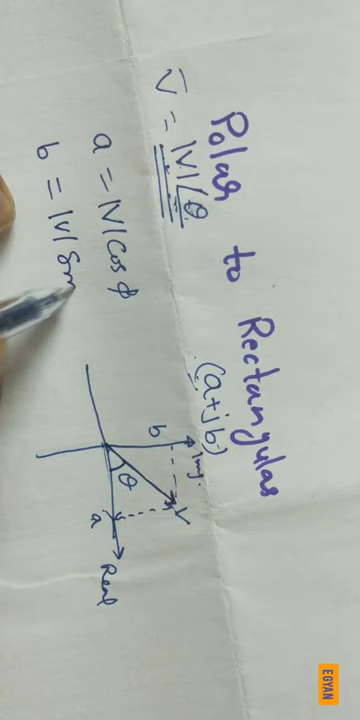 Polar to Rectangular
(a+jb)
V̄ = |V|∠θ
a = |V| Cos ϕ
b = |V| Sin
Img.
b
V
θ
a
Real
EGYAN